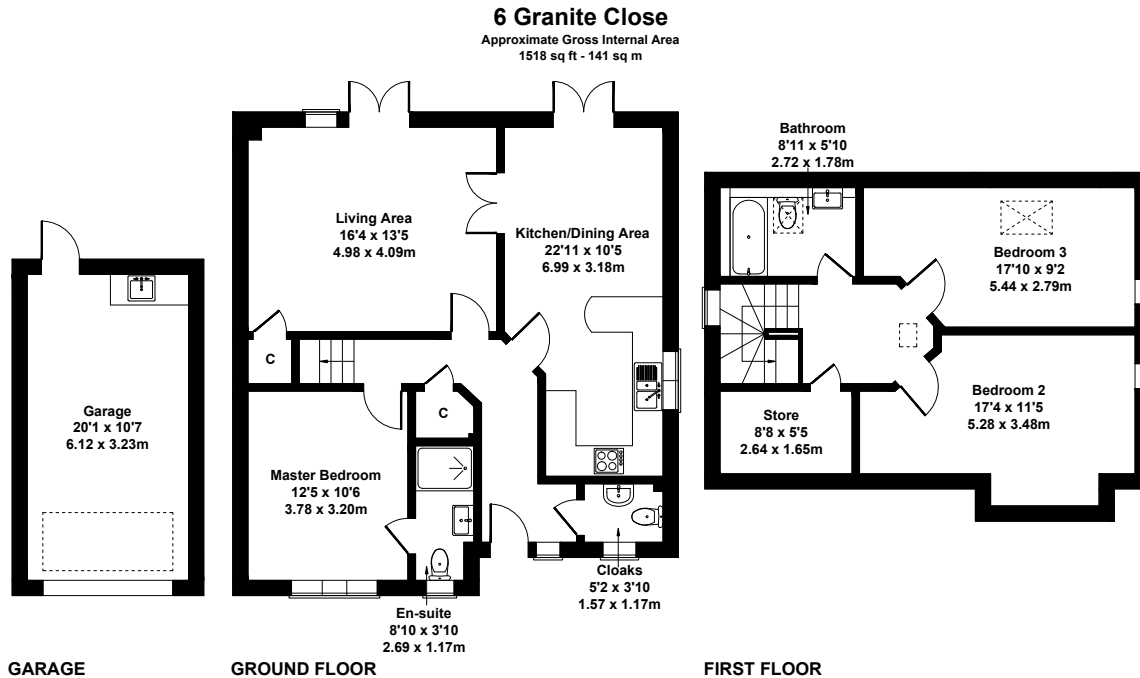 6 Granite Close
Approximate Gross Internal Area
1518 sq ft - 141 sq m
Garage
20'1 x 10'7
6.12 x 3.23m
GARAGE
Living Area
16'4 x 13'5
4.98 x 4.09m
Kitchen/Dining Area
22'11 x 10'5
6.99 x 3.18m
C
C
Master Bedroom
12'5 x 10'6
3.78 x 3.20m
En-suite
8'10 x 3'10
2.69 x 1.17m
Cloaks
5'2 x 3'10
1.57 x 1.17m
GROUND FLOOR
Bathroom
8'11 x 5'10
2.72 x 1.78m
Bedroom 3
17'10 x 9'2
5.44 x 2.79m
Bedroom 2
17'4 x 11'5
5.28 x 3.48m
Store
8'8 x 5'5
2.64 x 1.65m
FIRST FLOOR